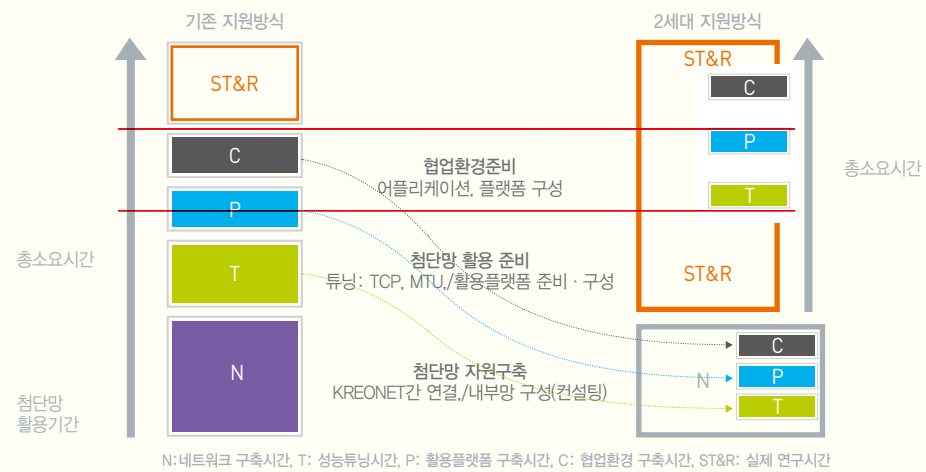 기존 지원방식
2세대 지원방식
ST&R
C
P
T
N
총소요시간
첨단망
활용기간
협업환경준비
어플리케이션, 플랫폼 구성
첨단망 활용 준비
튜닝: TCP, MTU,/활용플랫폼 준비 · 구성
첨단망 자원구축
KREONET간 연결,/내부망 구성(컨설팅)
ST&R
C
P
T
ST&R
총소요시간
N
C
P
T
N:네트워크 구축시간, T: 성능튜닝시간, P: 활용플랫폼 구축시간, C: 협업환경 구축시간, ST&R: 실제 연구시간